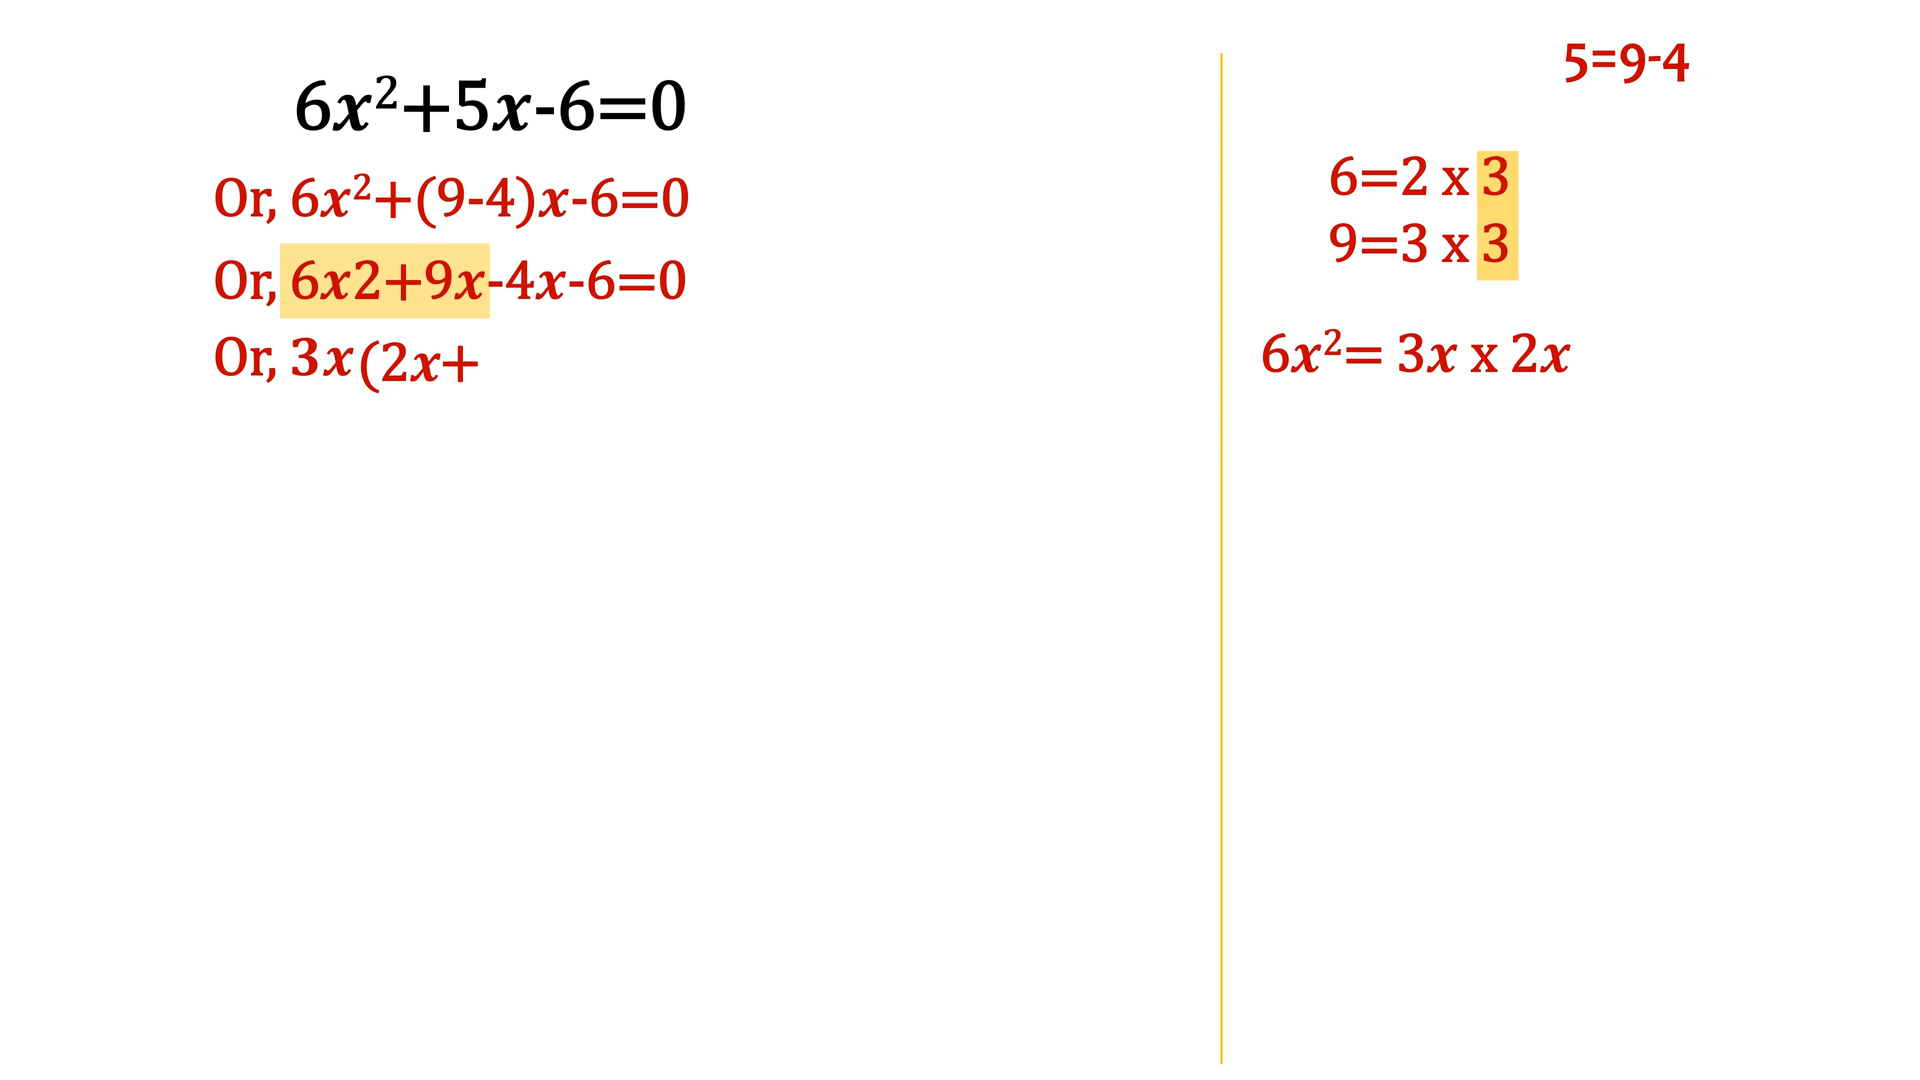 6x²+5x-6=0
Or, 6x²+(9-4)x-6=0
Or, 6x2+9x-4x-6=0
Or, 3x(2x+
5=9-4
6=2 x 3
9=3 x 3
6x²= 3x x 2x